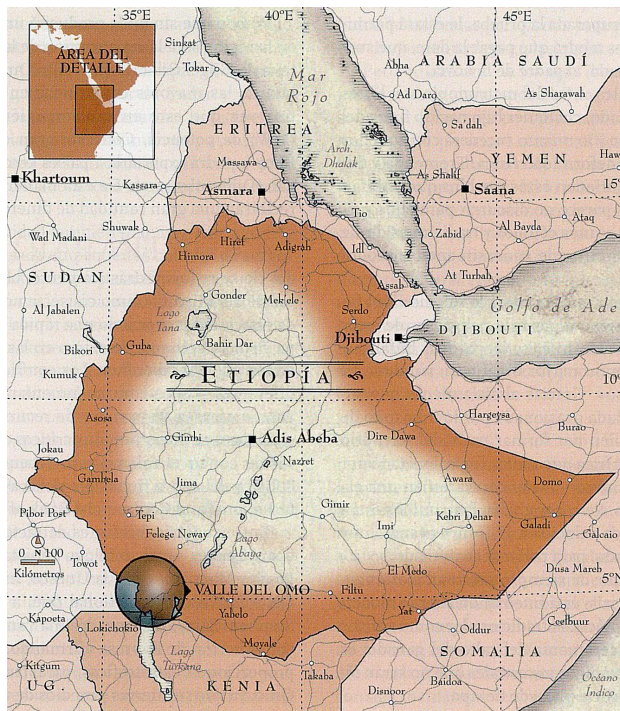 35°E
40°E
45°E
ÁREA DEL
DETALLE
Sinkat
Tokar
Mar
Rojo
Abha
ARABIA SAUDÍ
Ad Darb
As Sharawah
ERITREA
Sa'dah
Arch.
Dhalak
YEMEN
Massawa
As Shalif
Khartoum
Kassara
Asmara
Saana
15°
Tio
Wad Madani
Shuwak
Zabid
Al Bayda
Ataq
Hiref
Adigrah
Idl
Himora
SUDÁN
Assab
At Turbah
Gonder
Mek'ele
Golfo de Ade
Al Jabalen
Lago
Tana
Serdo
Bahir Dar
Djibouti
DJIBOUTI
Bikori
Guba
Kumuk
ETIOPÍA
10°
Asosa
Hargeysa
Burao
Gimbi
Adis Abeba
Dire Dawa
Jokau
Nazret
Gambela
Jima
Awara
Domo
Pibor Post
Tepi
Gimir
Kebri Dehar
Galadi
Imi
Felege Neway
Lago
Abaya
Galcaio
0 N 100
Kilómetros
Towot
El Medo
Dusa Mareb
5°N
VALLE DEL OMO
Filtu
Kapoeta
Yabelo
Yat
Ceelbuur
Lokichokio
Oddur
Moyale
SOMALIA
Lago
Turkana
Kitgum
Takaba
Baidoa
Océano
Índico
UG.
KENIA
Disnoor